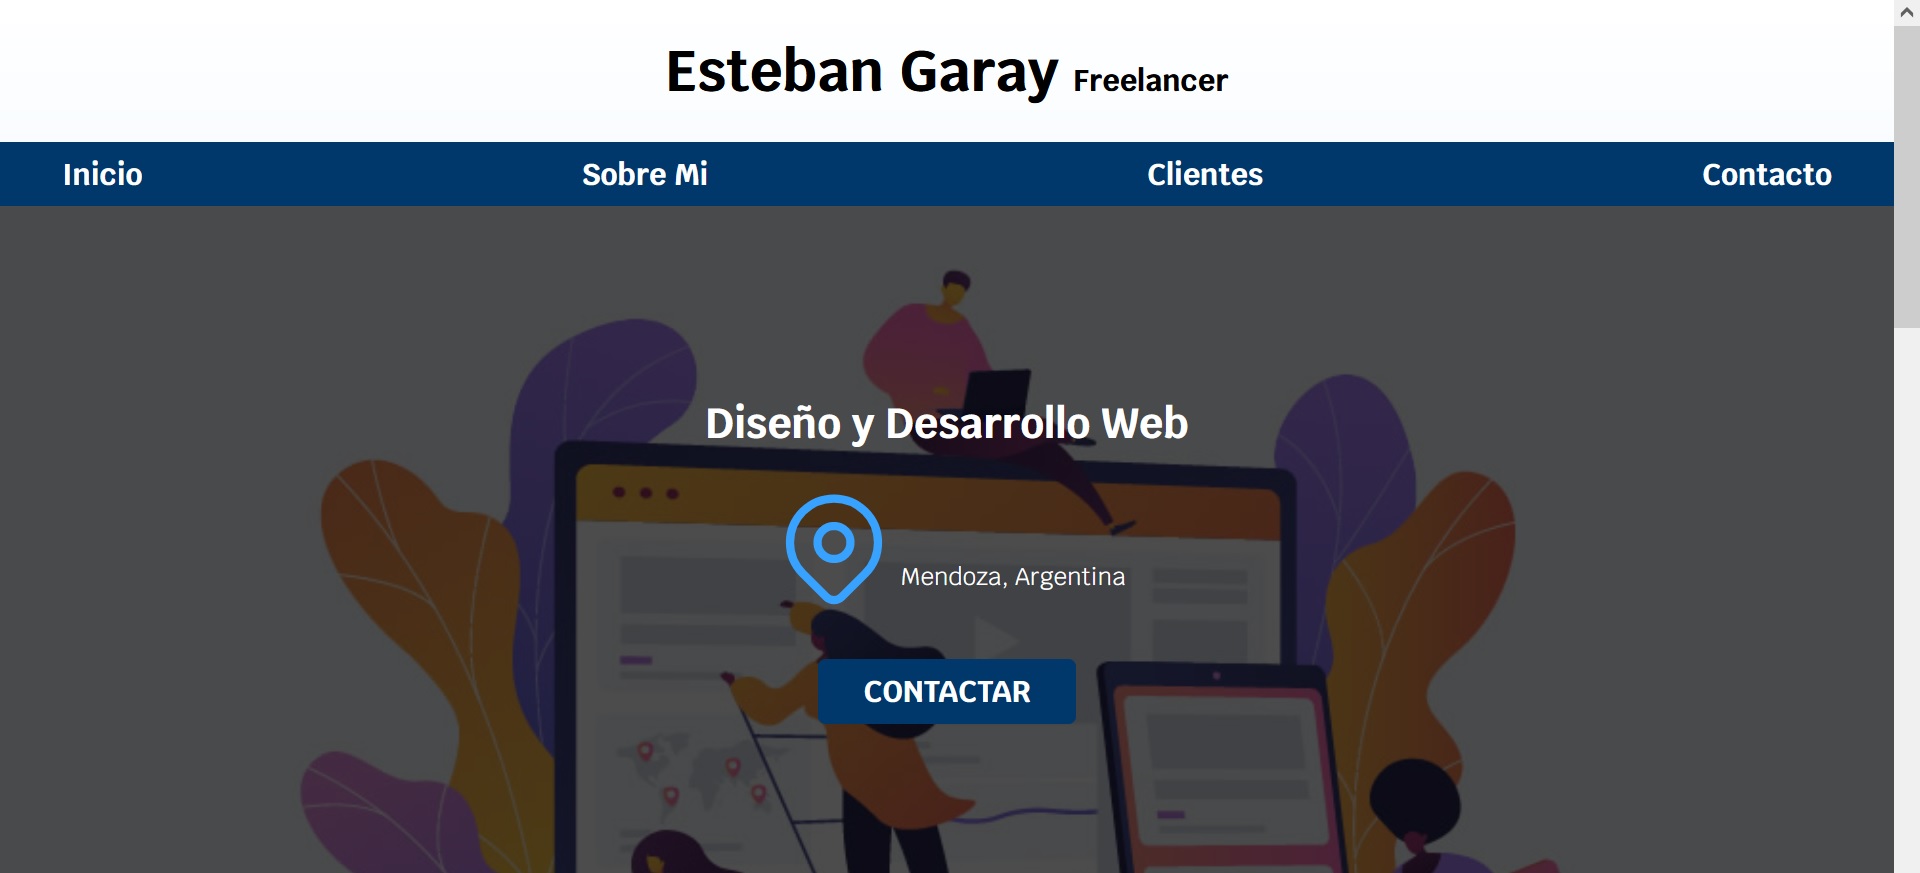 Esteban Garay Freelancer
Inicio Sobre Mi Clientes Contacto
Diseño y Desarrollo Web
Mendoza, Argentina
CONTACTAR